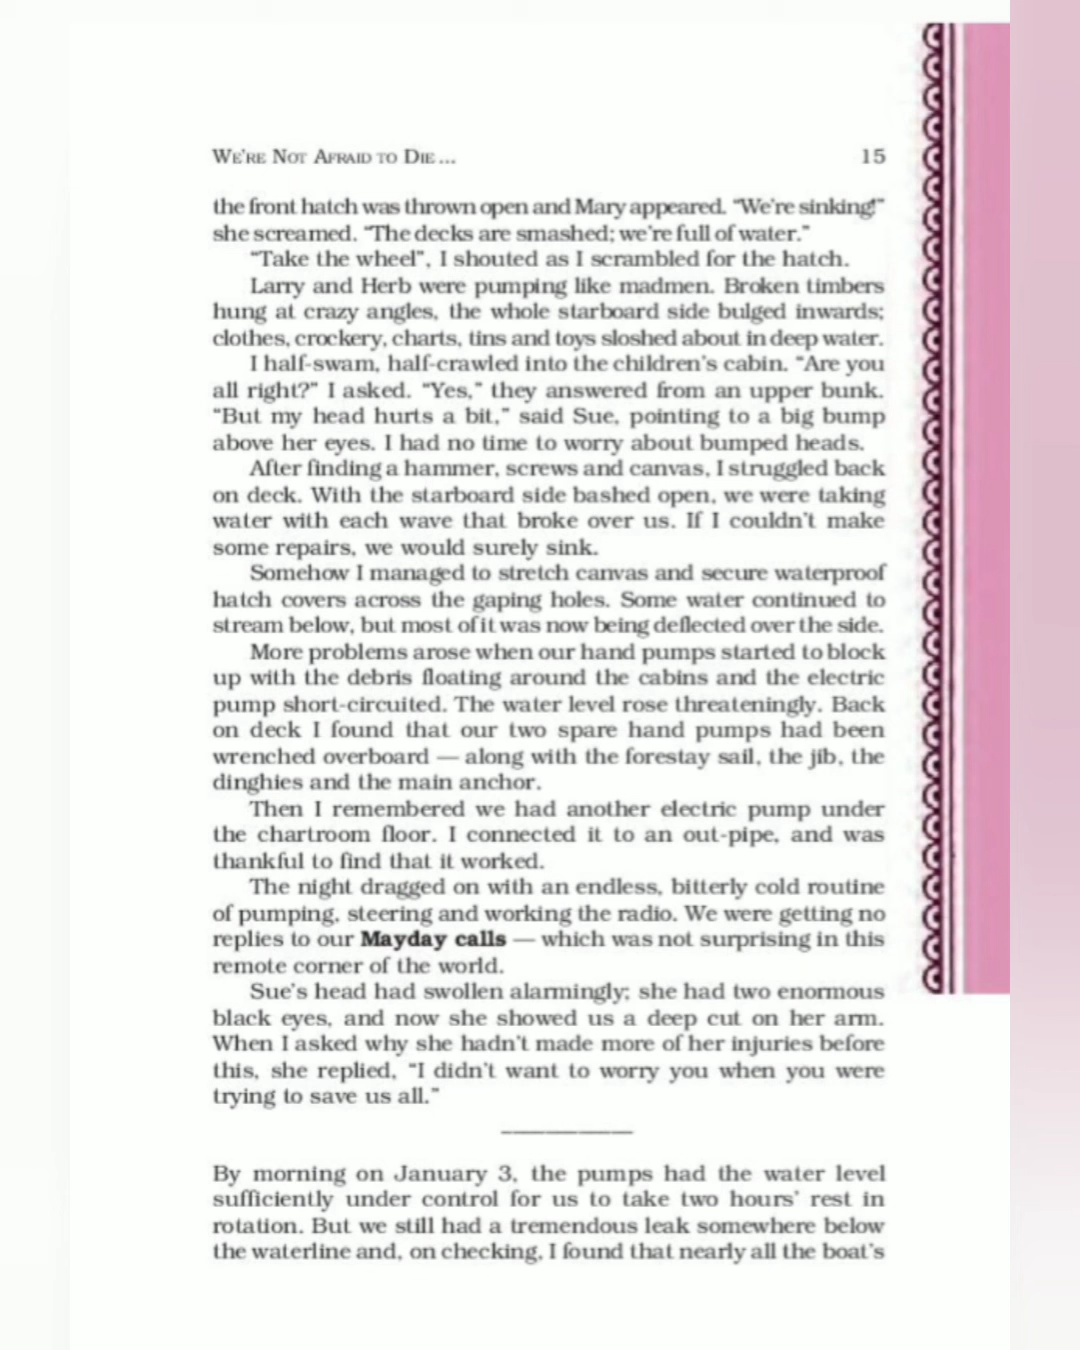 WE'RE NOT AFRAID TO DIE...
15
the front hatch was thrown open and Mary appeared. "We're sinking!"
she screamed. "The decks are smashed; we're full of water."
"Take the wheel", I shouted as I scrambled for the hatch.
Larry and Herb were pumping like madmen. Broken timbers
hung at crazy angles, the whole starboard side bulged inwards;
clothes, crockery, charts, tins and toys sloshed about in deep water.
I half-swam, half-crawled into the children's cabin. "Are you
all right?" I asked. "Yes," they answered from an upper bunk.
"But my head hurts a bit," said Sue, pointing to a big bump
above her eyes. I had no time to worry about bumped heads.
After finding a hammer, screws and canvas, I struggled back
on deck. With the starboard side bashed open, we were taking
water with each wave that broke over us. If I couldn't make
some repairs, we would surely sink.
Somehow I managed to stretch canvas and secure waterproof
hatch covers across the gaping holes. Some water continued to
stream below, but most of it was now being deflected over the side.
More problems arose when our hand pumps started to block
up with the debris floating around the cabins and the electric
pump short-circuited. The water level rose threateningly. Back
on deck I found that our two spare hand pumps had been
wrenched overboard — along with the forestay sail, the jib, the
dinghies and the main anchor.
Then I remembered we had another electric pump under
the chartroom floor. I connected it to an out-pipe, and was
thankful to find that it worked.
The night dragged on with an endless, bitterly cold routine
of pumping, steering and working the radio. We were getting no
replies to our Mayday calls — which was not surprising in this
remote corner of the world.
Sue's head had swollen alarmingly; she had two enormous
black eyes, and now she showed us a deep cut on her arm.
When I asked why she hadn't made more of her injuries before
this, she replied, "I didn't want to worry you when you were
trying to save us all."
By morning on January 3, the pumps had the water level
sufficiently under control for us to take two hours' rest in
rotation. But we still had a tremendous leak somewhere below
the waterline and, on checking, I found that nearly all the boat's